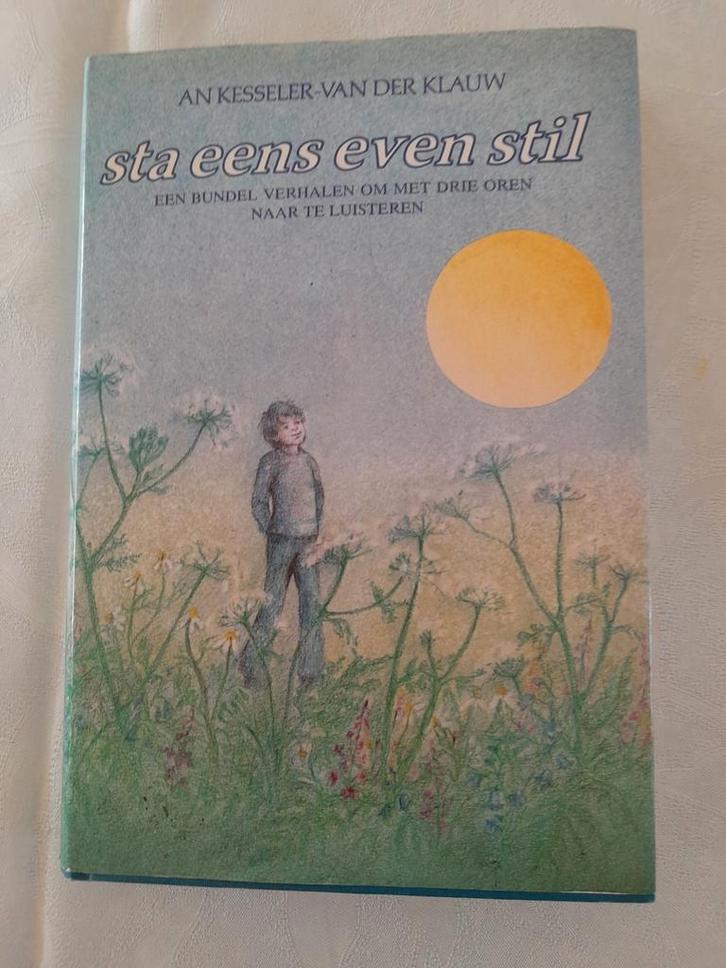 AN KESSELER-VAN DER KLAUW
sta eens even stil
EEN BUNDEL VERHALEN OM MET DRIE OREN
NAAR TE LUISTEREN